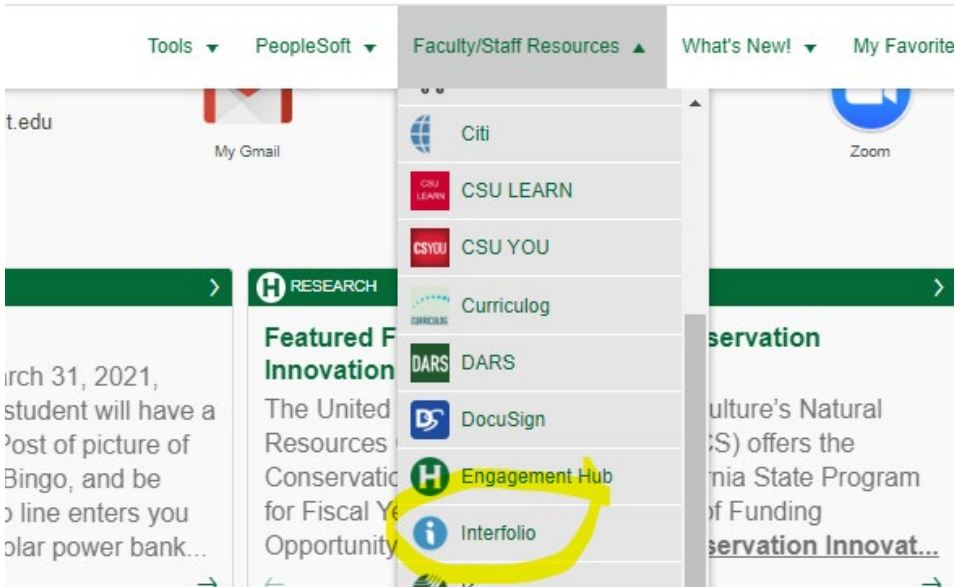 Tools PeopleSoft Faculty/Staff Resources What's New! My Favorite
t.edu
My Gmail
Zoom
Citi
CSU LEARN
CSU LEARN
CSYOU
CSU YOU
CURRICULOG
Curriculog
DARS
DARS
DS
DocuSign
H
Engagement Hub
i
Interfolio
rch 31, 2021,
student will have a
Post of picture of
Bingo, and be
line enters you
olar power bank...
H RESEARCH
Featured F
Innovation
The United
Resources
Conservatio
for Fiscal Ye
Opportunity
servation
ulture's Natural
CS) offers the
rnia State Program
of Funding
servation Innovat...